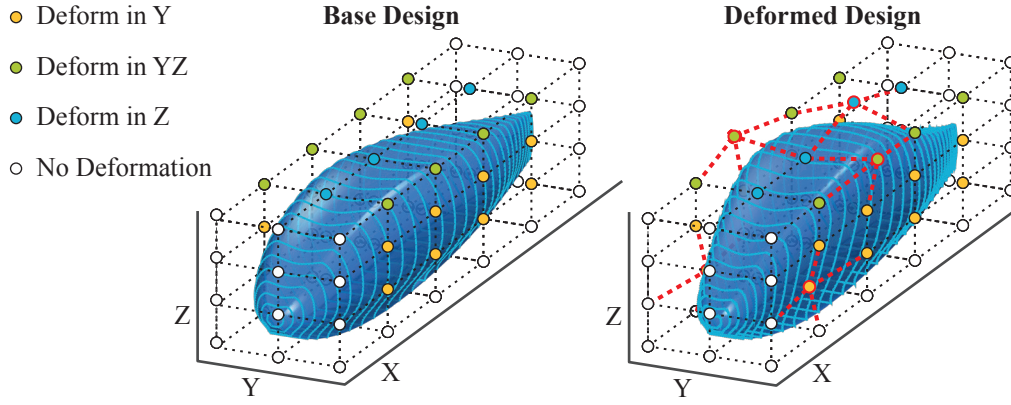 Base Design
Deformed Design
Deform in Y
Deform in YZ
Deform in Z
No Deformation
Z
Y
X
Z
Y
X